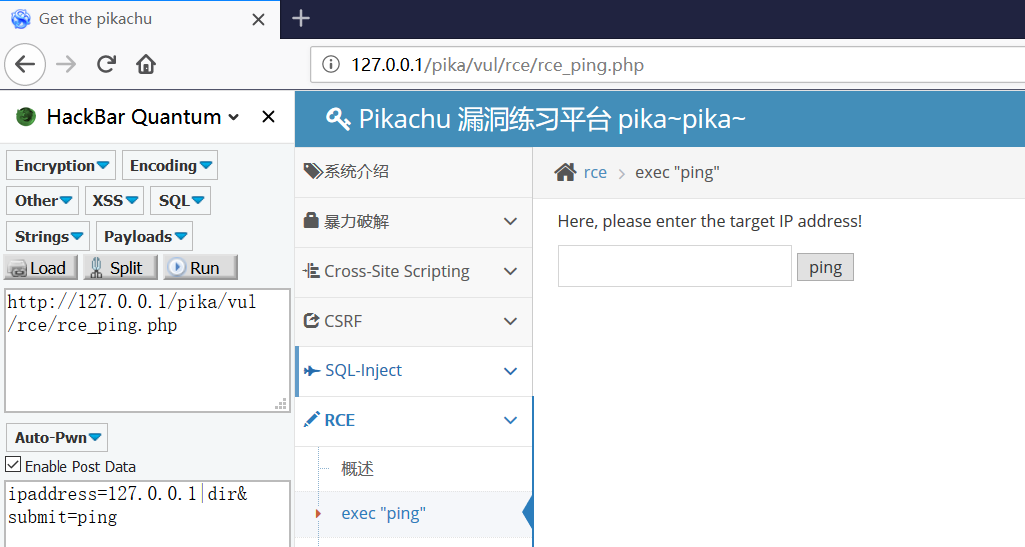 Get the pikachu
127.0.0.1/pika/vul/rce/rce_ping.php
HackBar Quantum
Encryption
Encoding
Other
XSS
SQL
Strings
Payloads
Load
Split
Run
http://127.0.0.1/pika/vul
/rce/rce_ping.php
Auto-Pwn
Enable Post Data
ipaddress=127.0.0.1|dir&
submit=ping
Pikachu 漏洞练习平台 pika~pika~
系统介绍
暴力破解
Cross-Site Scripting
CSRF
SQL-Inject
RCE
概述
exec "ping"
rce
exec "ping"
Here, please enter the target IP address!
ping